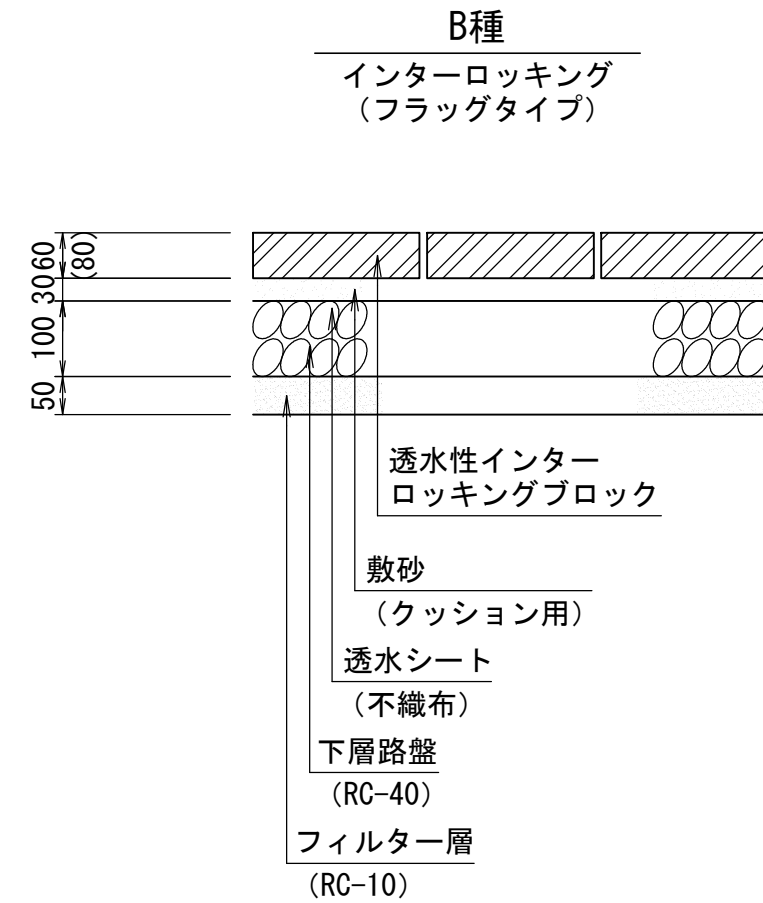 B種
インターロッキング
（フラッグタイプ）
60
(80)
30
100
50
透水性インター
ロッキングブロック
敷砂
（クッション用）
透水シート
（不織布）
下層路盤
（RC-40）
フィルター層
（RC-10）